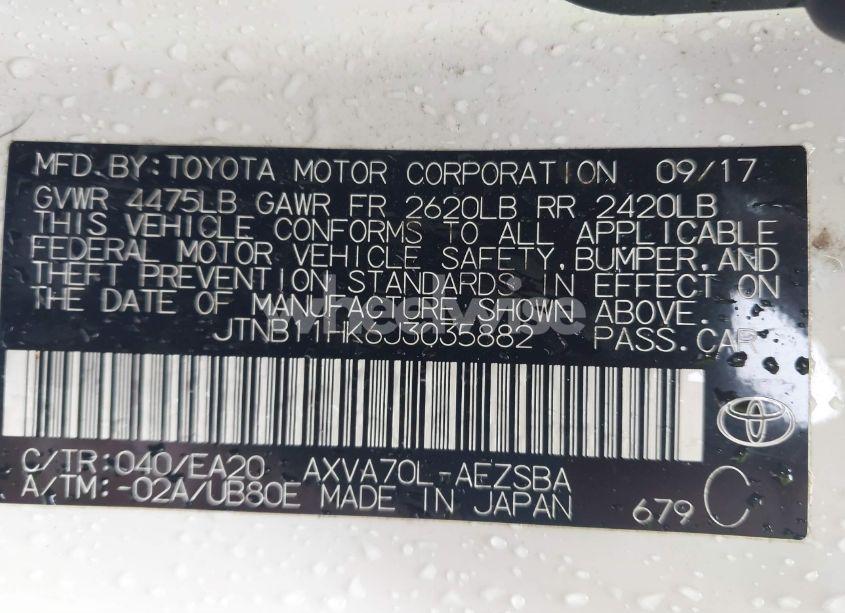 MFD.BY:TOYOTA MOTOR CORPORATION 09/17
GVWR 4475LB GAWR FR 2620LB RR 2420LB
THIS VEHICLE CONFORMS TO ALL APPLICABLE
FEDERAL MOTOR VEHICLE SAFETY,BUMPER,AND
THEFT PREVENTION STANDARDS IN EFFECT ON
THE DATE OF MANUFACTURE SHOWN ABOVE.
JTNBY1HK6J3035882 PASS.CAR
C/TR:040/EA20 AXVA70L-AEZSBA
A/TM:-02A/UB80E MADE IN JAPAN
679 C